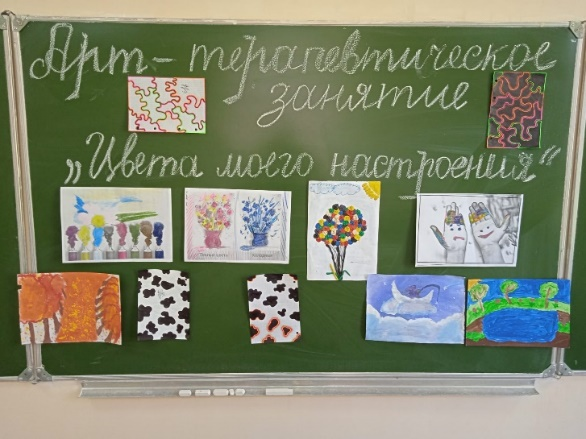 Арт-терапевтическое
занятие
„Цвета моего настроения“